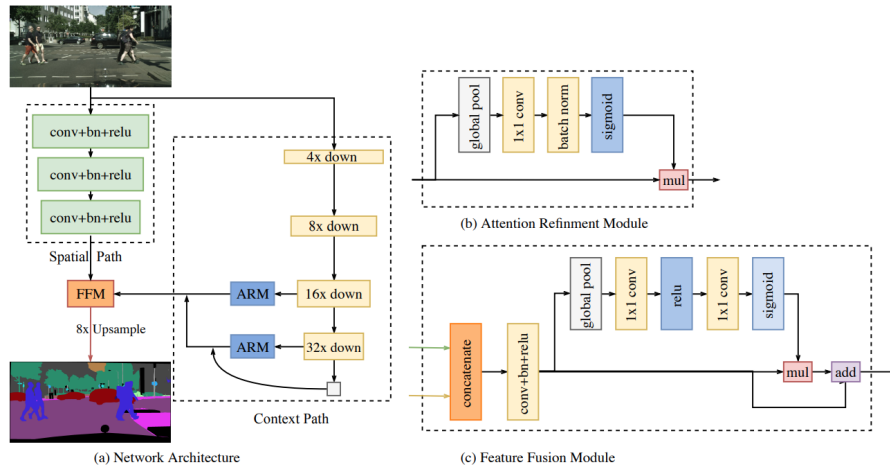 conv+bn+relu
conv+bn+relu
conv+bn+relu
Spatial Path
FFM
8x Upsample
4x down
8x down
ARM
16x down
ARM
32x down
Context Path
(a) Network Architecture
global pool
1x1 conv
batch norm
sigmoid
mul
(b) Attention Refinment Module
concatenate
conv+bn+relu
global pool
1x1 conv
relu
1x1 conv
sigmoid
mul
add
(c) Feature Fusion Module